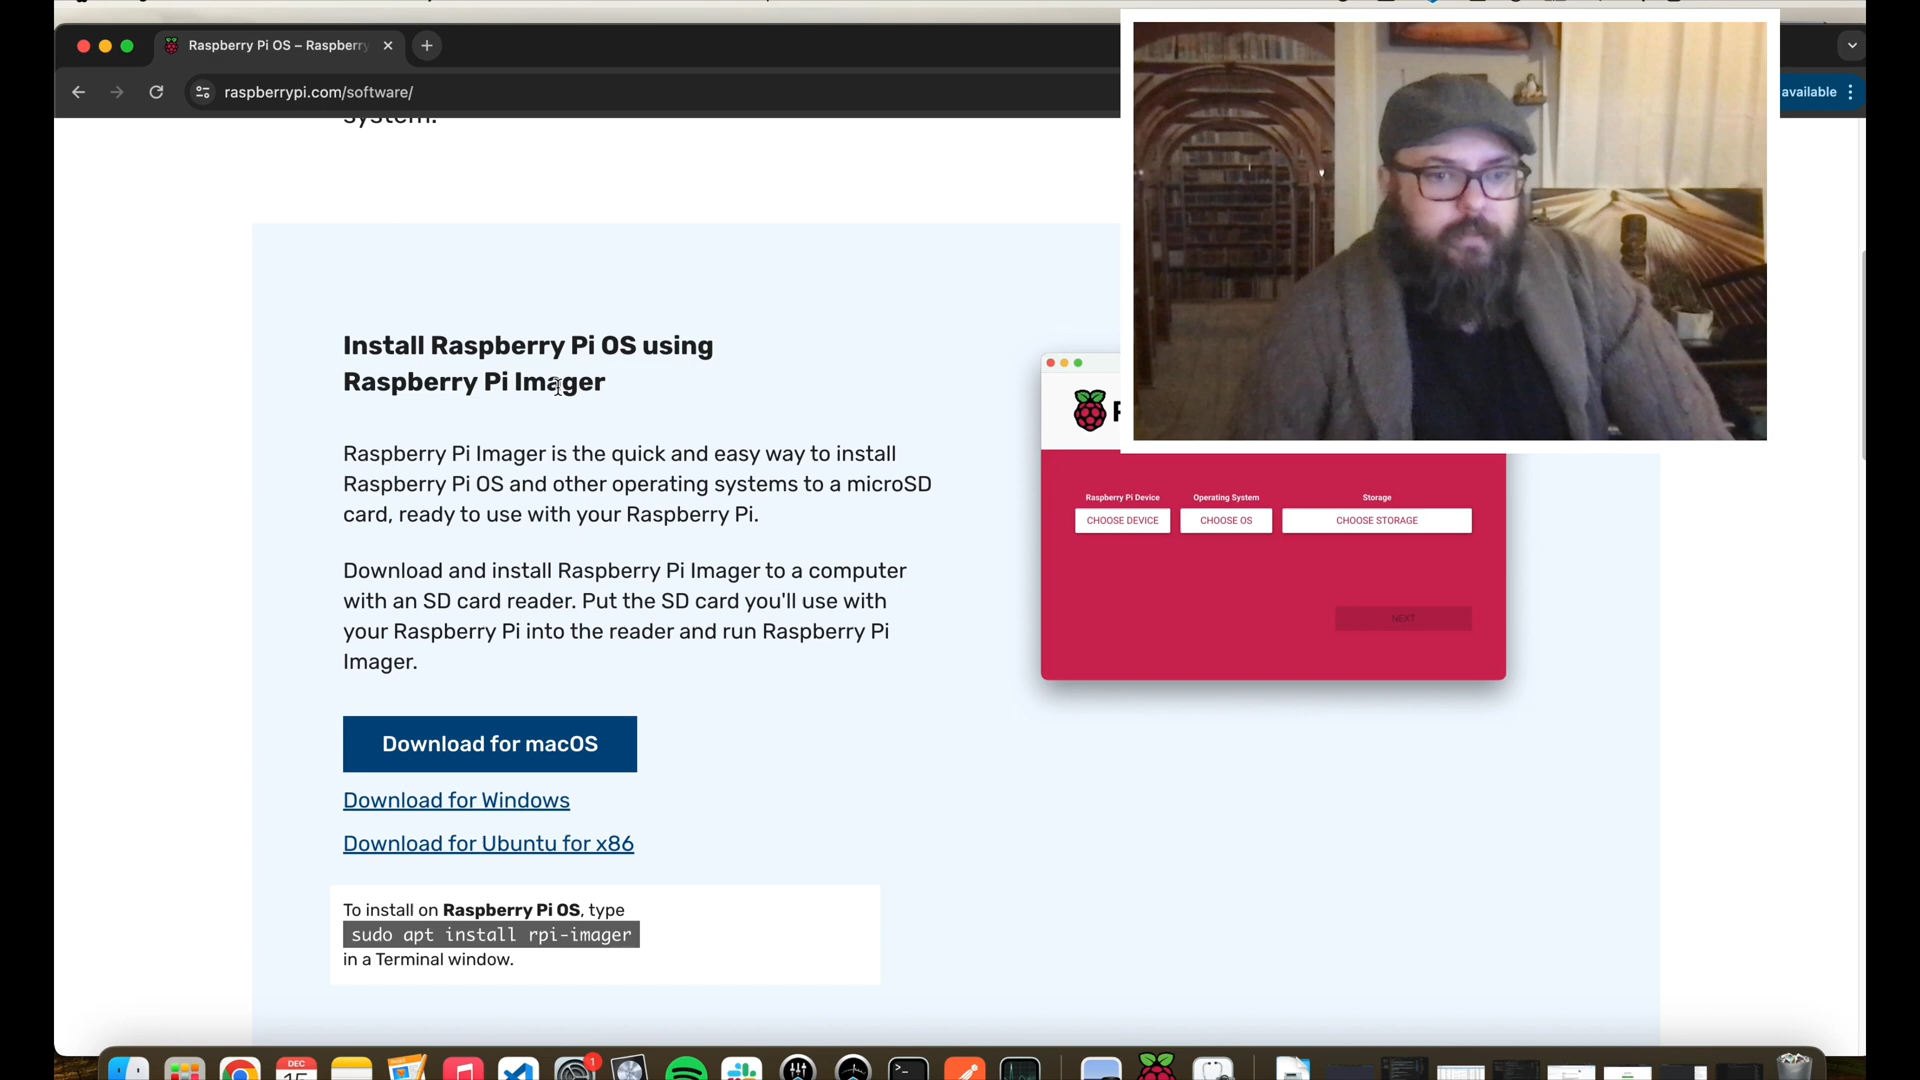 Raspberry Pi OS – Raspberry
raspberrypi.com/software/
available
system.
Install Raspberry Pi OS using
Raspberry Pi Imager
Raspberry Pi Imager is the quick and easy way to install
Raspberry Pi OS and other operating systems to a microSD
card, ready to use with your Raspberry Pi.
Download and install Raspberry Pi Imager to a computer
with an SD card reader. Put the SD card you'll use with
your Raspberry Pi into the reader and run Raspberry Pi
Imager.
Download for macOS
Download for Windows
Download for Ubuntu for x86
To install on Raspberry Pi OS, type
sudo apt install rpi-imager
in a Terminal window.
Raspberry Pi Device Operating System Storage
CHOOSE DEVICE CHOOSE OS CHOOSE STORAGE
NEXT
DEC
1